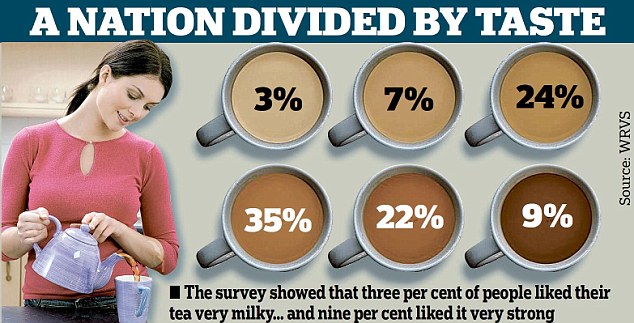 A NATION DIVIDED BY TASTE
3% 7% 24%
35% 22% 9%
Source: WRVS
■ The survey showed that three per cent of people liked their
tea very milky... and nine per cent liked it very strong